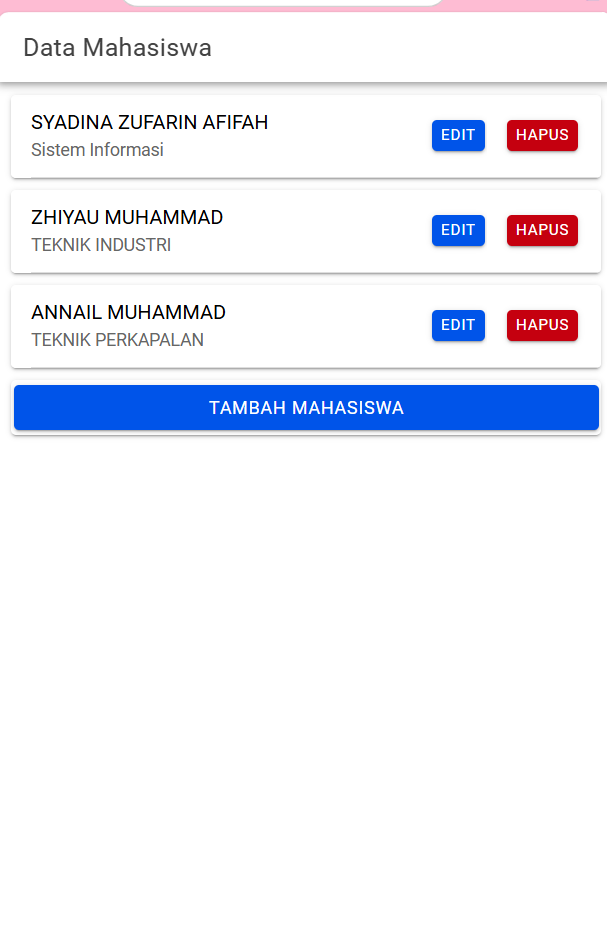 Data Mahasiswa
SYADINA ZUFARIN AFIFAH
Sistem Informasi
EDIT
HAPUS
ZHIYAU MUHAMMAD
TEKNIK INDUSTRI
EDIT
HAPUS
ANNAIL MUHAMMAD
TEKNIK PERKAPALAN
EDIT
HAPUS
TAMBAH MAHASISWA